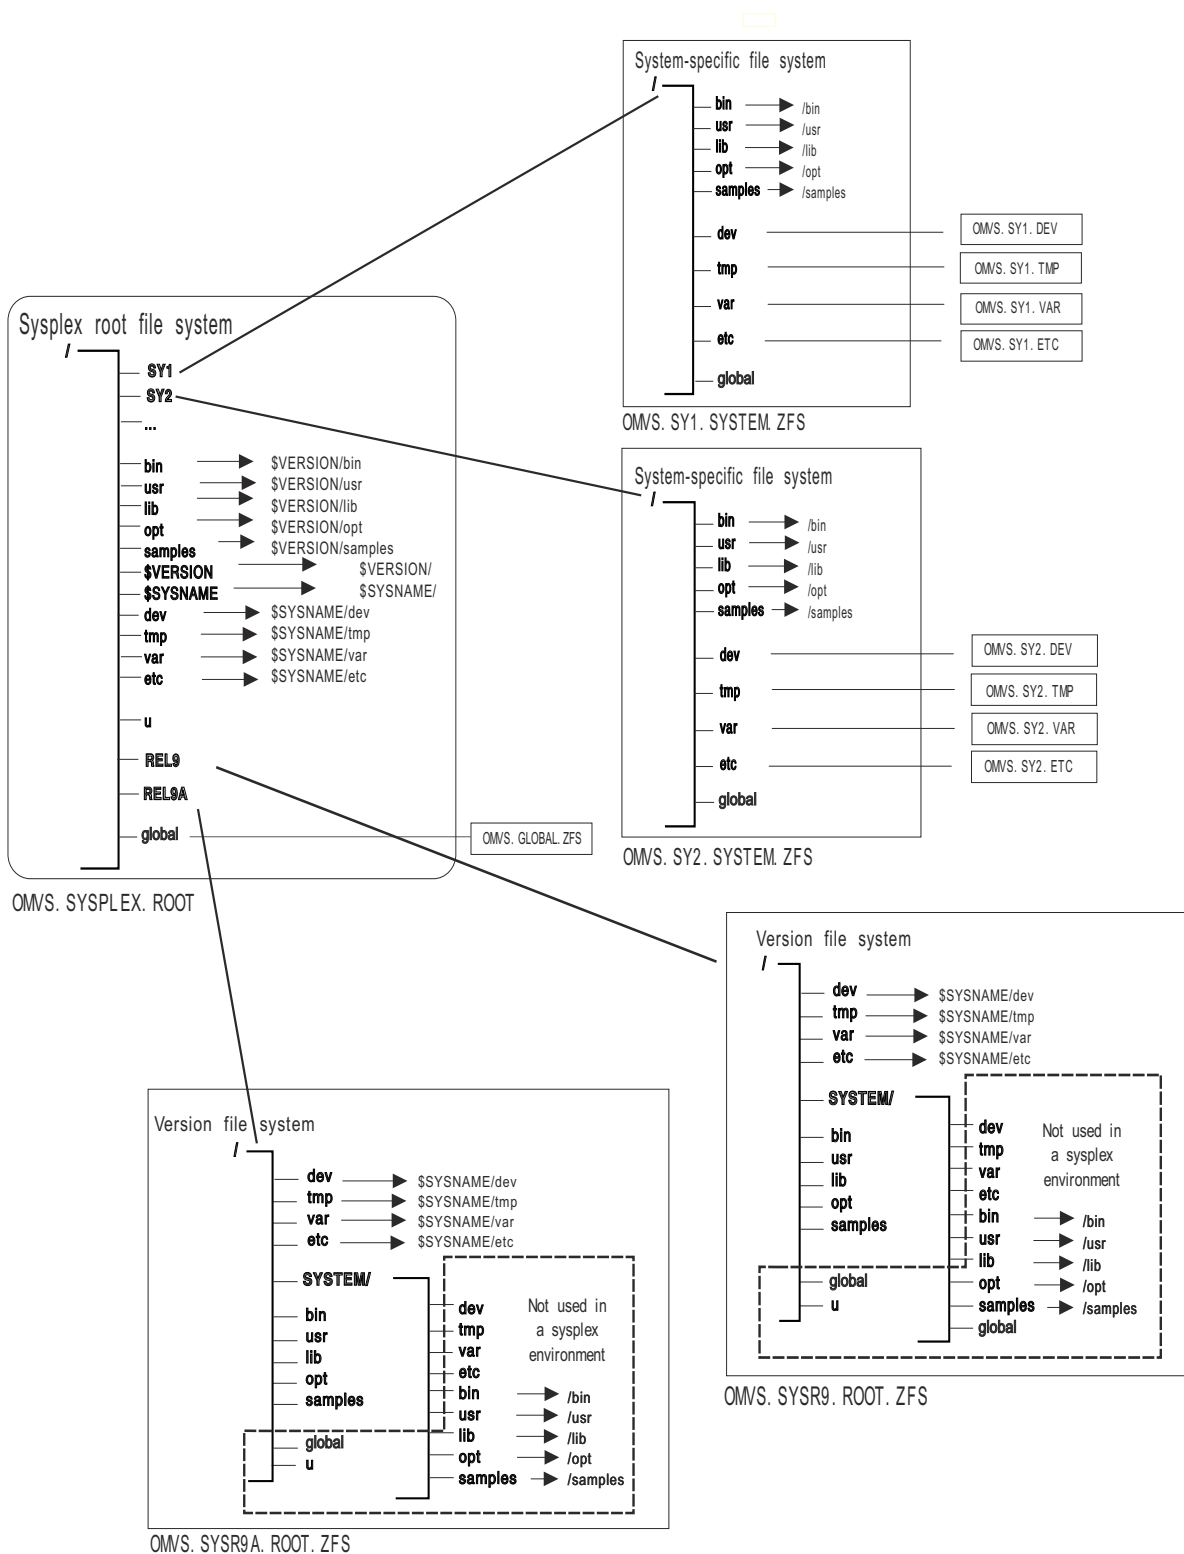 System-specific file system
/
bin /bin
usr /usr
lib /lib
opt /opt
samples /samples
dev OMVS. SY1. DEV
tmp OMVS. SY1. TMP
var OMVS. SY1. VAR
etc OMVS. SY1. ETC
global
OMVS. SY1. SYSTEM. ZFS
Sysplex root file system
/
SY1
SY2
...
bin $VERSION/bin
usr $VERSION/usr
lib $VERSION/lib
opt $VERSION/opt
samples $VERSION/samples
$VERSION $VERSION/
$SYSNAME $SYSNAME/
dev $SYSNAME/dev
tmp $SYSNAME/tmp
var $SYSNAME/var
etc $SYSNAME/etc
u
REL9
REL9A
global OMVS. GLOBAL. ZFS
OMVS. SYSPLEX. ROOT
System-specific file system
/
bin /bin
usr /usr
lib /lib
opt /opt
samples /samples
dev OMVS. SY2. DEV
tmp OMVS. SY2. TMP
var OMVS. SY2. VAR
etc OMVS. SY2. ETC
global
OMVS. SY2. SYSTEM. ZFS
Version file system
/
dev $SYSNAME/dev
tmp $SYSNAME/tmp
var $SYSNAME/var
etc $SYSNAME/etc
SYSTEM/
bin
usr
lib
opt
samples
global
u
dev
tmp
var
etc
bin /bin
usr /usr
lib /lib
opt /opt
samples /samples
global
Not used in
a sysplex
environment
OMVS. SYSR9. ROOT. ZFS
Version file system
/
dev $SYSNAME/dev
tmp $SYSNAME/tmp
var $SYSNAME/var
etc $SYSNAME/etc
SYSTEM/
bin
usr
lib
opt
samples
global
u
dev
tmp
var
etc
bin /bin
usr /usr
lib /lib
opt /opt
samples /samples
Not used in
a sysplex
environment
OMVS. SYSR9A. ROOT. ZFS